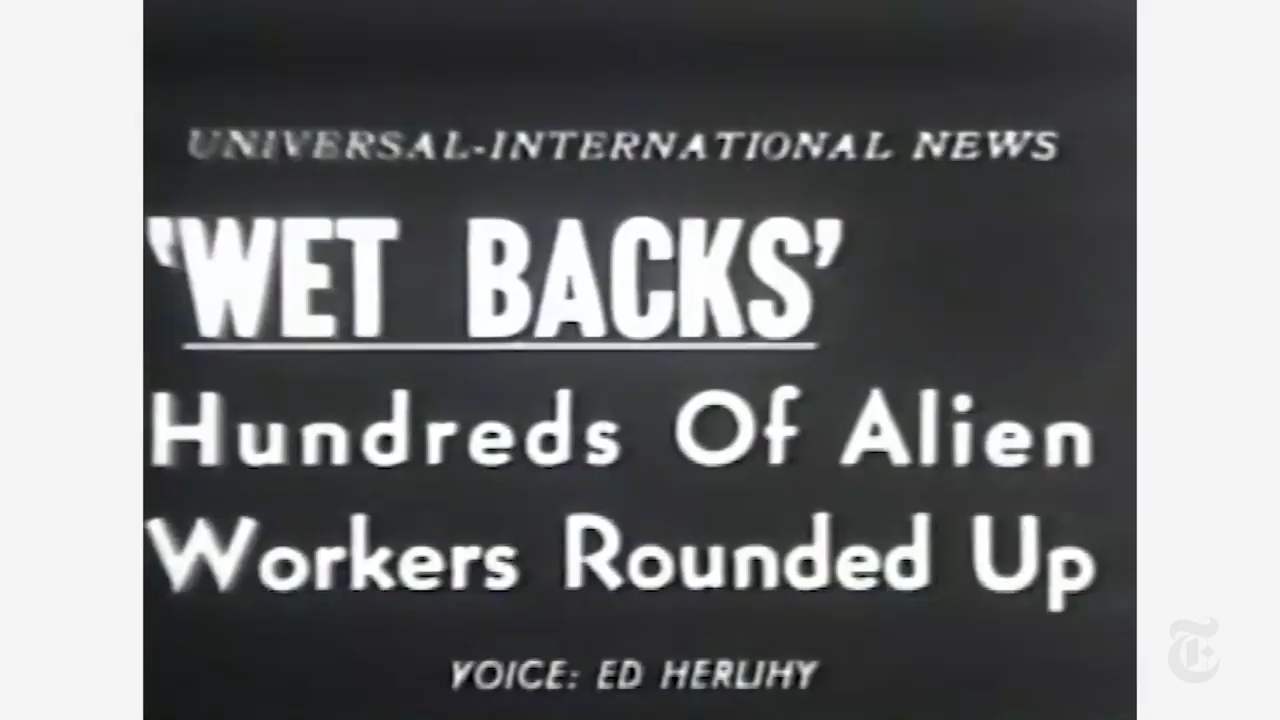 UNIVERSAL-INTERNATIONAL NEWS
'WET BACKS'
Hundreds Of Alien
Workers Rounded Up
VOICE: ED HERLIHY
T